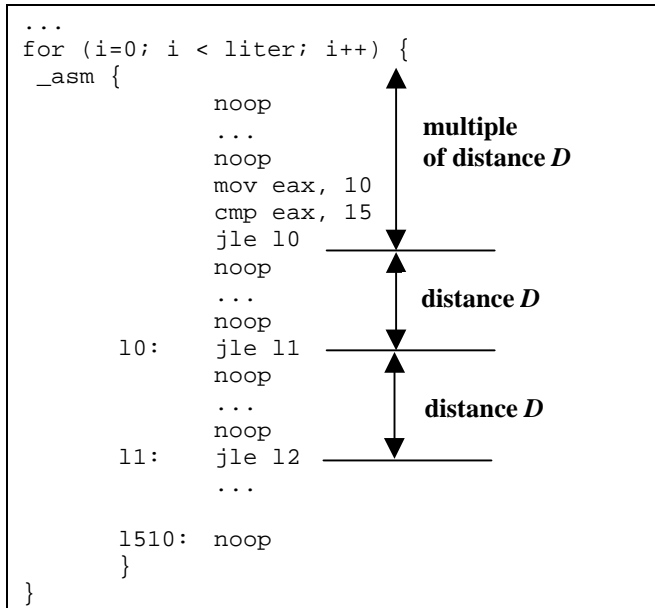 ...
for (i=0; i < liter; i++) {
_asm {
noop
...
noop
mov eax, 10
cmp eax, 15
jle l0
noop
...
noop
l0: jle l1
noop
...
noop
l1: jle l2
...
l510: noop
}
}
multiple
of distance D
distance D
distance D